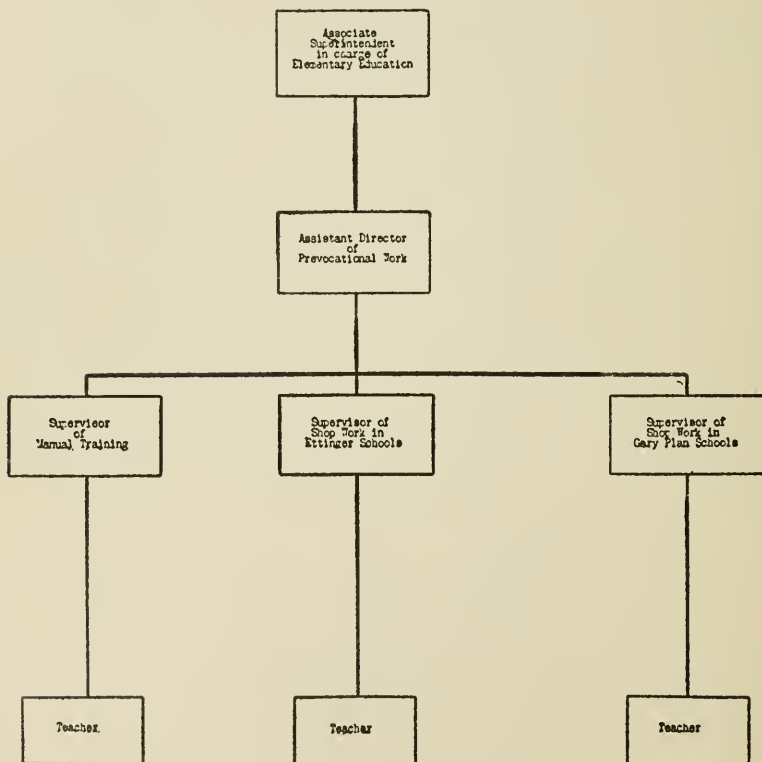 Associate
Superintendent
in charge of
Elementary Education
Assistant Director
of
Prevocational Work
Supervisor
of
Manual Training
Supervisor of
Shop Work in
Ettinger Schools
Supervisor of
Shop Work in
Gary Plan Schools
Teacher
Teacher
Teacher